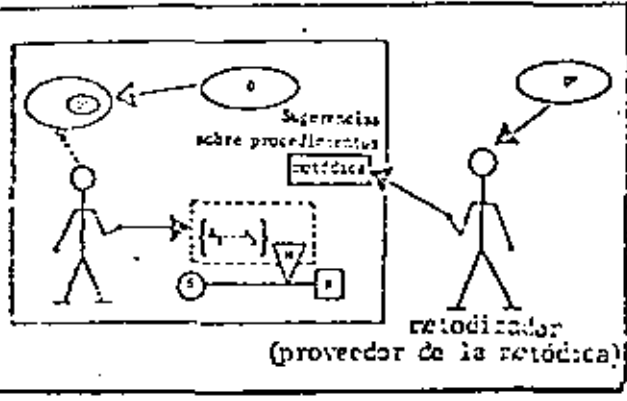 Sugerencias
sobre procedimientos
metódica
S
metodizador
(proveedor de la metódica)